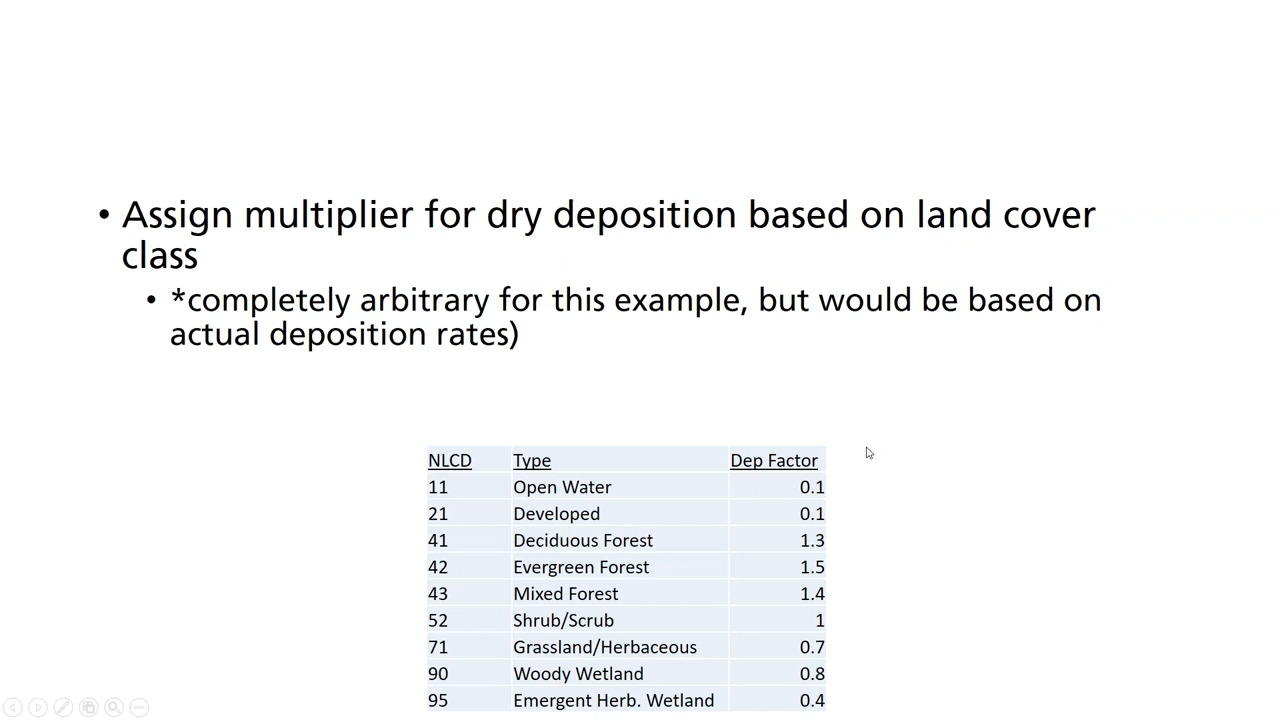 • Assign multiplier for dry deposition based on land cover
class
• *completely arbitrary for this example, but would be based on
actual deposition rates)
NLCD Type Dep Factor
11 Open Water 0.1
21 Developed 0.1
41 Deciduous Forest 1.3
42 Evergreen Forest 1.5
43 Mixed Forest 1.4
52 Shrub/Scrub 1
71 Grassland/Herbaceous 0.7
90 Woody Wetland 0.8
95 Emergent Herb. Wetland 0.4